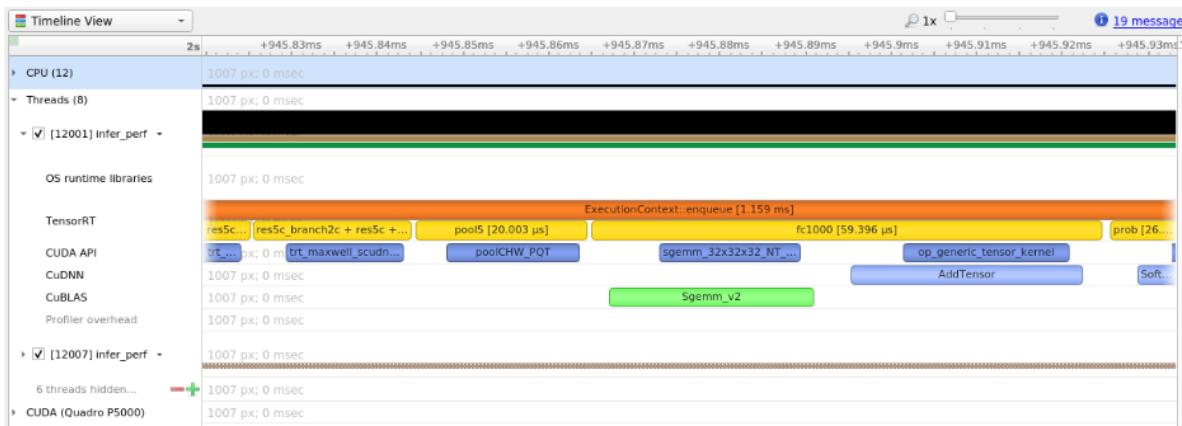 Timeline View 1x 19 message
2s +945.83ms +945.84ms +945.85ms +945.86ms +945.87ms +945.88ms +945.89ms +945.9ms +945.91ms +945.92ms +945.93ms
CPU (12) 1007 px; 0 msec
Threads (8) 1007 px; 0 msec
[12001] infer_perf
OS runtime libraries 1007 px; 0 msec
ExecutionContext::enqueue [1.159 ms]
TensorRT
res5c... res5c_branch2c + res5c +... pool5 [20.003 µs] fc1000 [59.396 µs] prob [26....
CUDA API trt_... px; 0 m trt_maxwell_scudn... poolCHW_PQT sgemm_32x32x32_NT_... op_generic_tensor_kernel
CuDNN 1007 px; 0 msec AddTensor Soft...
CuBLAS 1007 px; 0 msec Sgemm_v2
Profiler overhead 1007 px; 0 msec
[12007] infer_perf 1007 px; 0 msec
6 threads hidden... 1007 px; 0 msec
CUDA (Quadro P5000) 1007 px; 0 msec